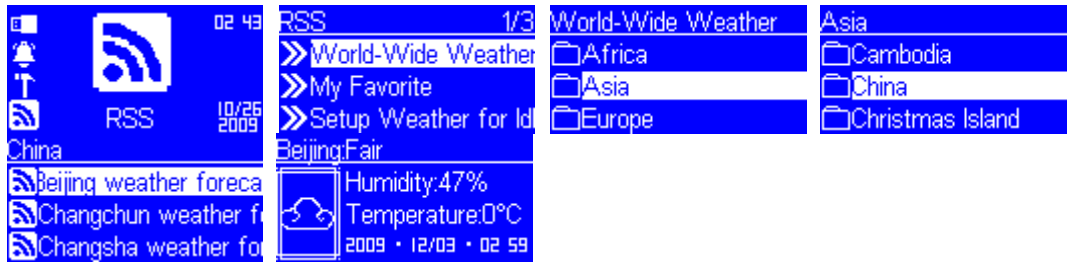 02 43
RSS
10/26
2009
RSS 1/3
World-Wide Weather
My Favorite
Setup Weather for Id
World-Wide Weather
Africa
Asia
Europe
Asia
Cambodia
China
Christmas Island
China
Beijing weather foreca
Changchun weather f
Changsha weather for
Beijing:Fair
Humidity:47%
Temperature:0°C
2009 · 12/03 · 02 59